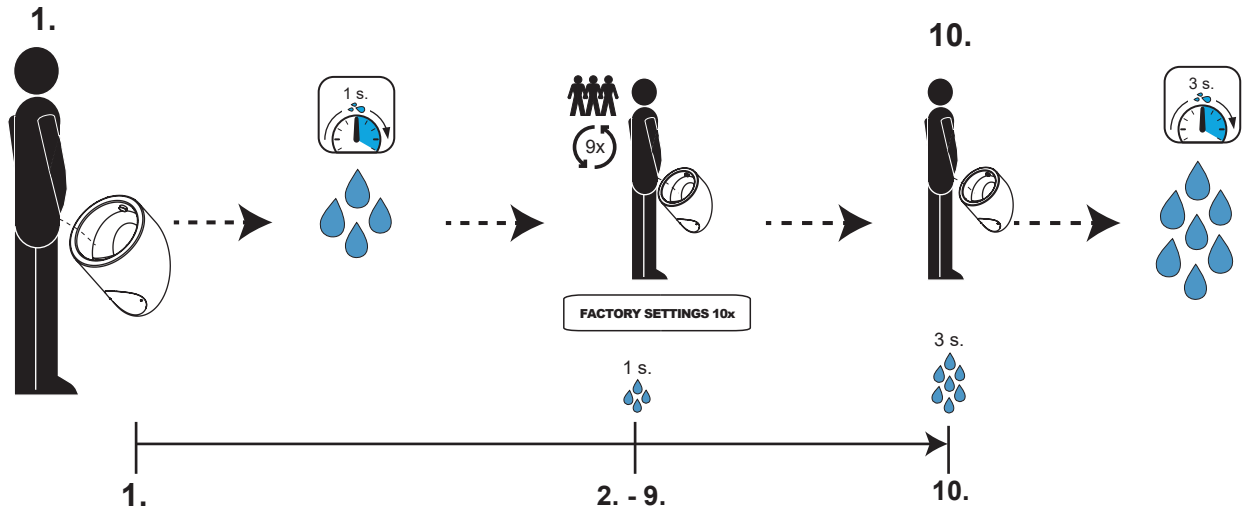 1.
10.
1 s.
3 s.
9x
FACTORY SETTINGS 10x
1 s.
3 s.
1.
2. - 9.
10.